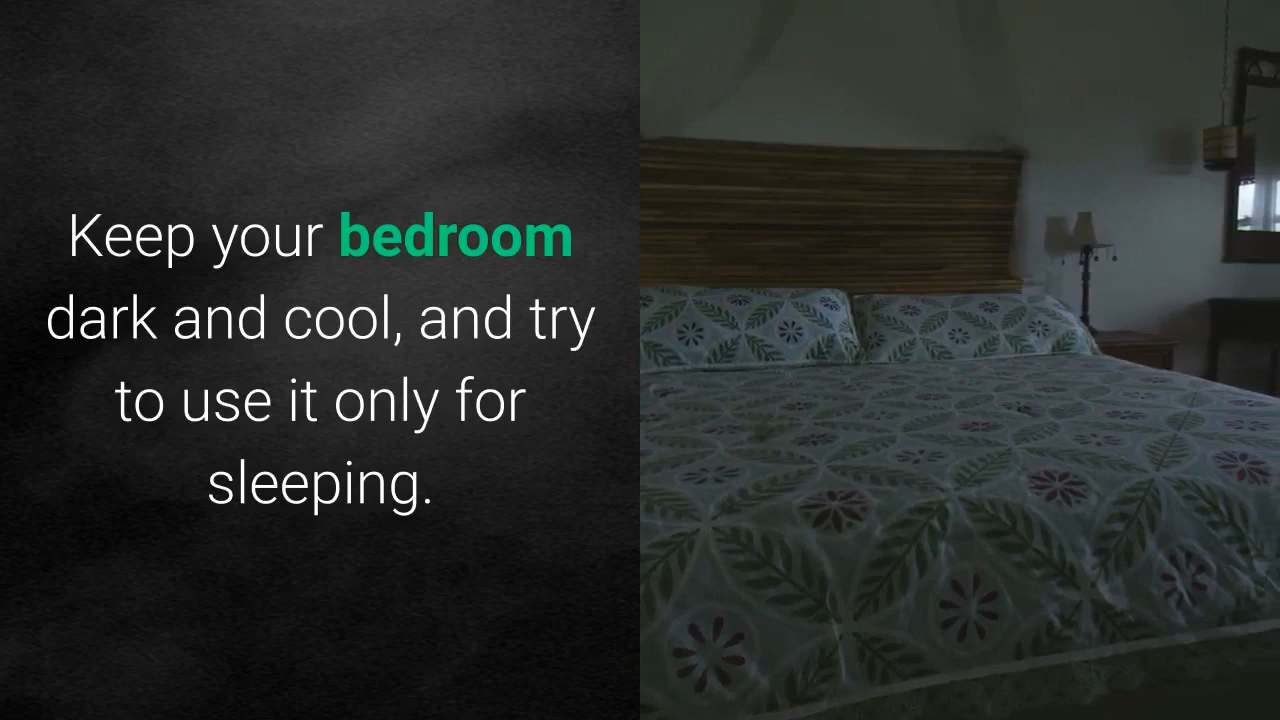 Keep your bedroom
dark and cool, and try
to use it only for
sleeping.